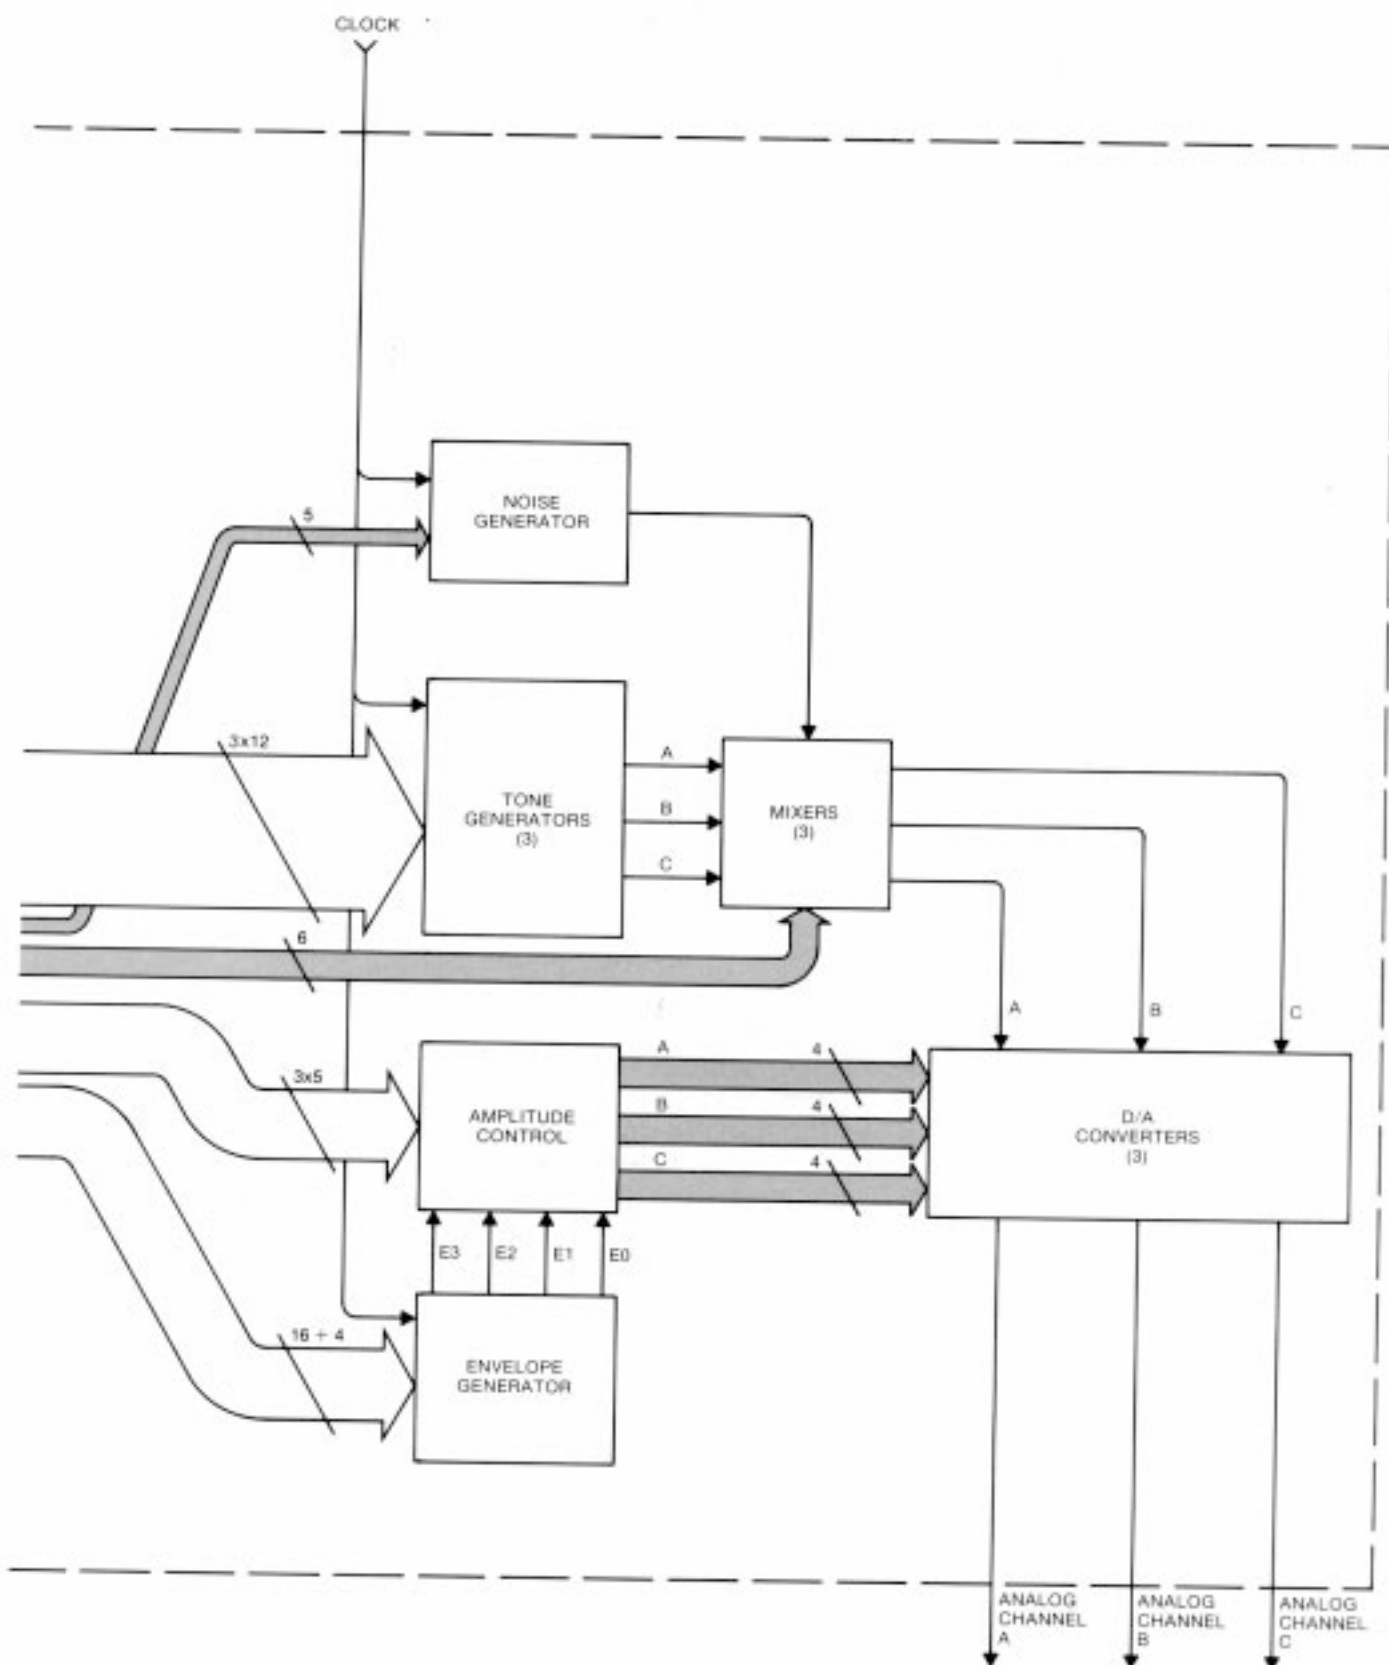 CLOCK
NOISE
GENERATOR
5
3x12
TONE
GENERATORS
(3)
A
B
C
MIXERS
(3)
6
A
B
C
3x5
AMPLITUDE
CONTROL
A
4
B
4
C
4
D/A
CONVERTERS
(3)
E3
E2
E1
E0
16 + 4
ENVELOPE
GENERATOR
ANALOG
CHANNEL
A
ANALOG
CHANNEL
B
ANALOG
CHANNEL
C